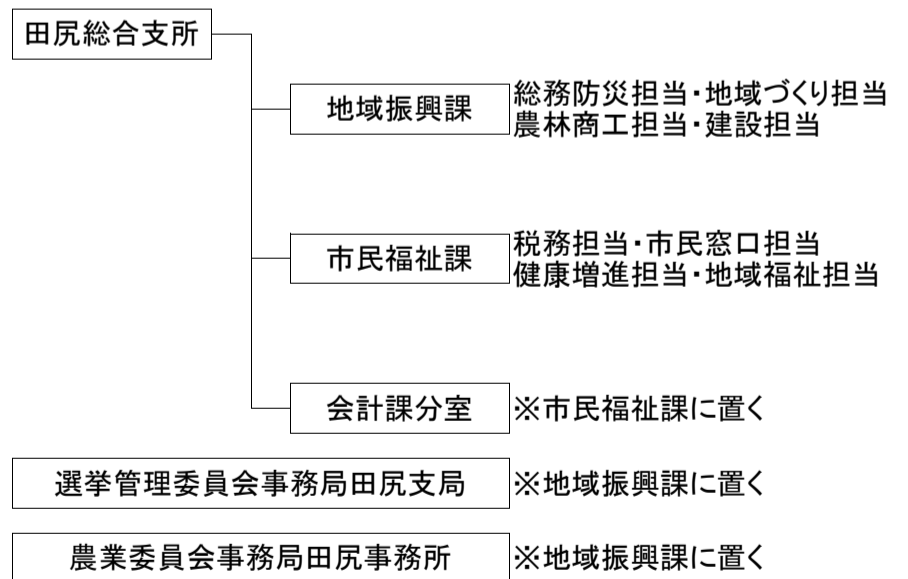 田尻総合支所
地域振興課
総務防災担当・地域づくり担当
農林商工担当・建設担当
市民福祉課
税務担当・市民窓口担当
健康増進担当・地域福祉担当
会計課分室
※市民福祉課に置く
選挙管理委員会事務局田尻支局
※地域振興課に置く
農業委員会事務局田尻事務所
※地域振興課に置く